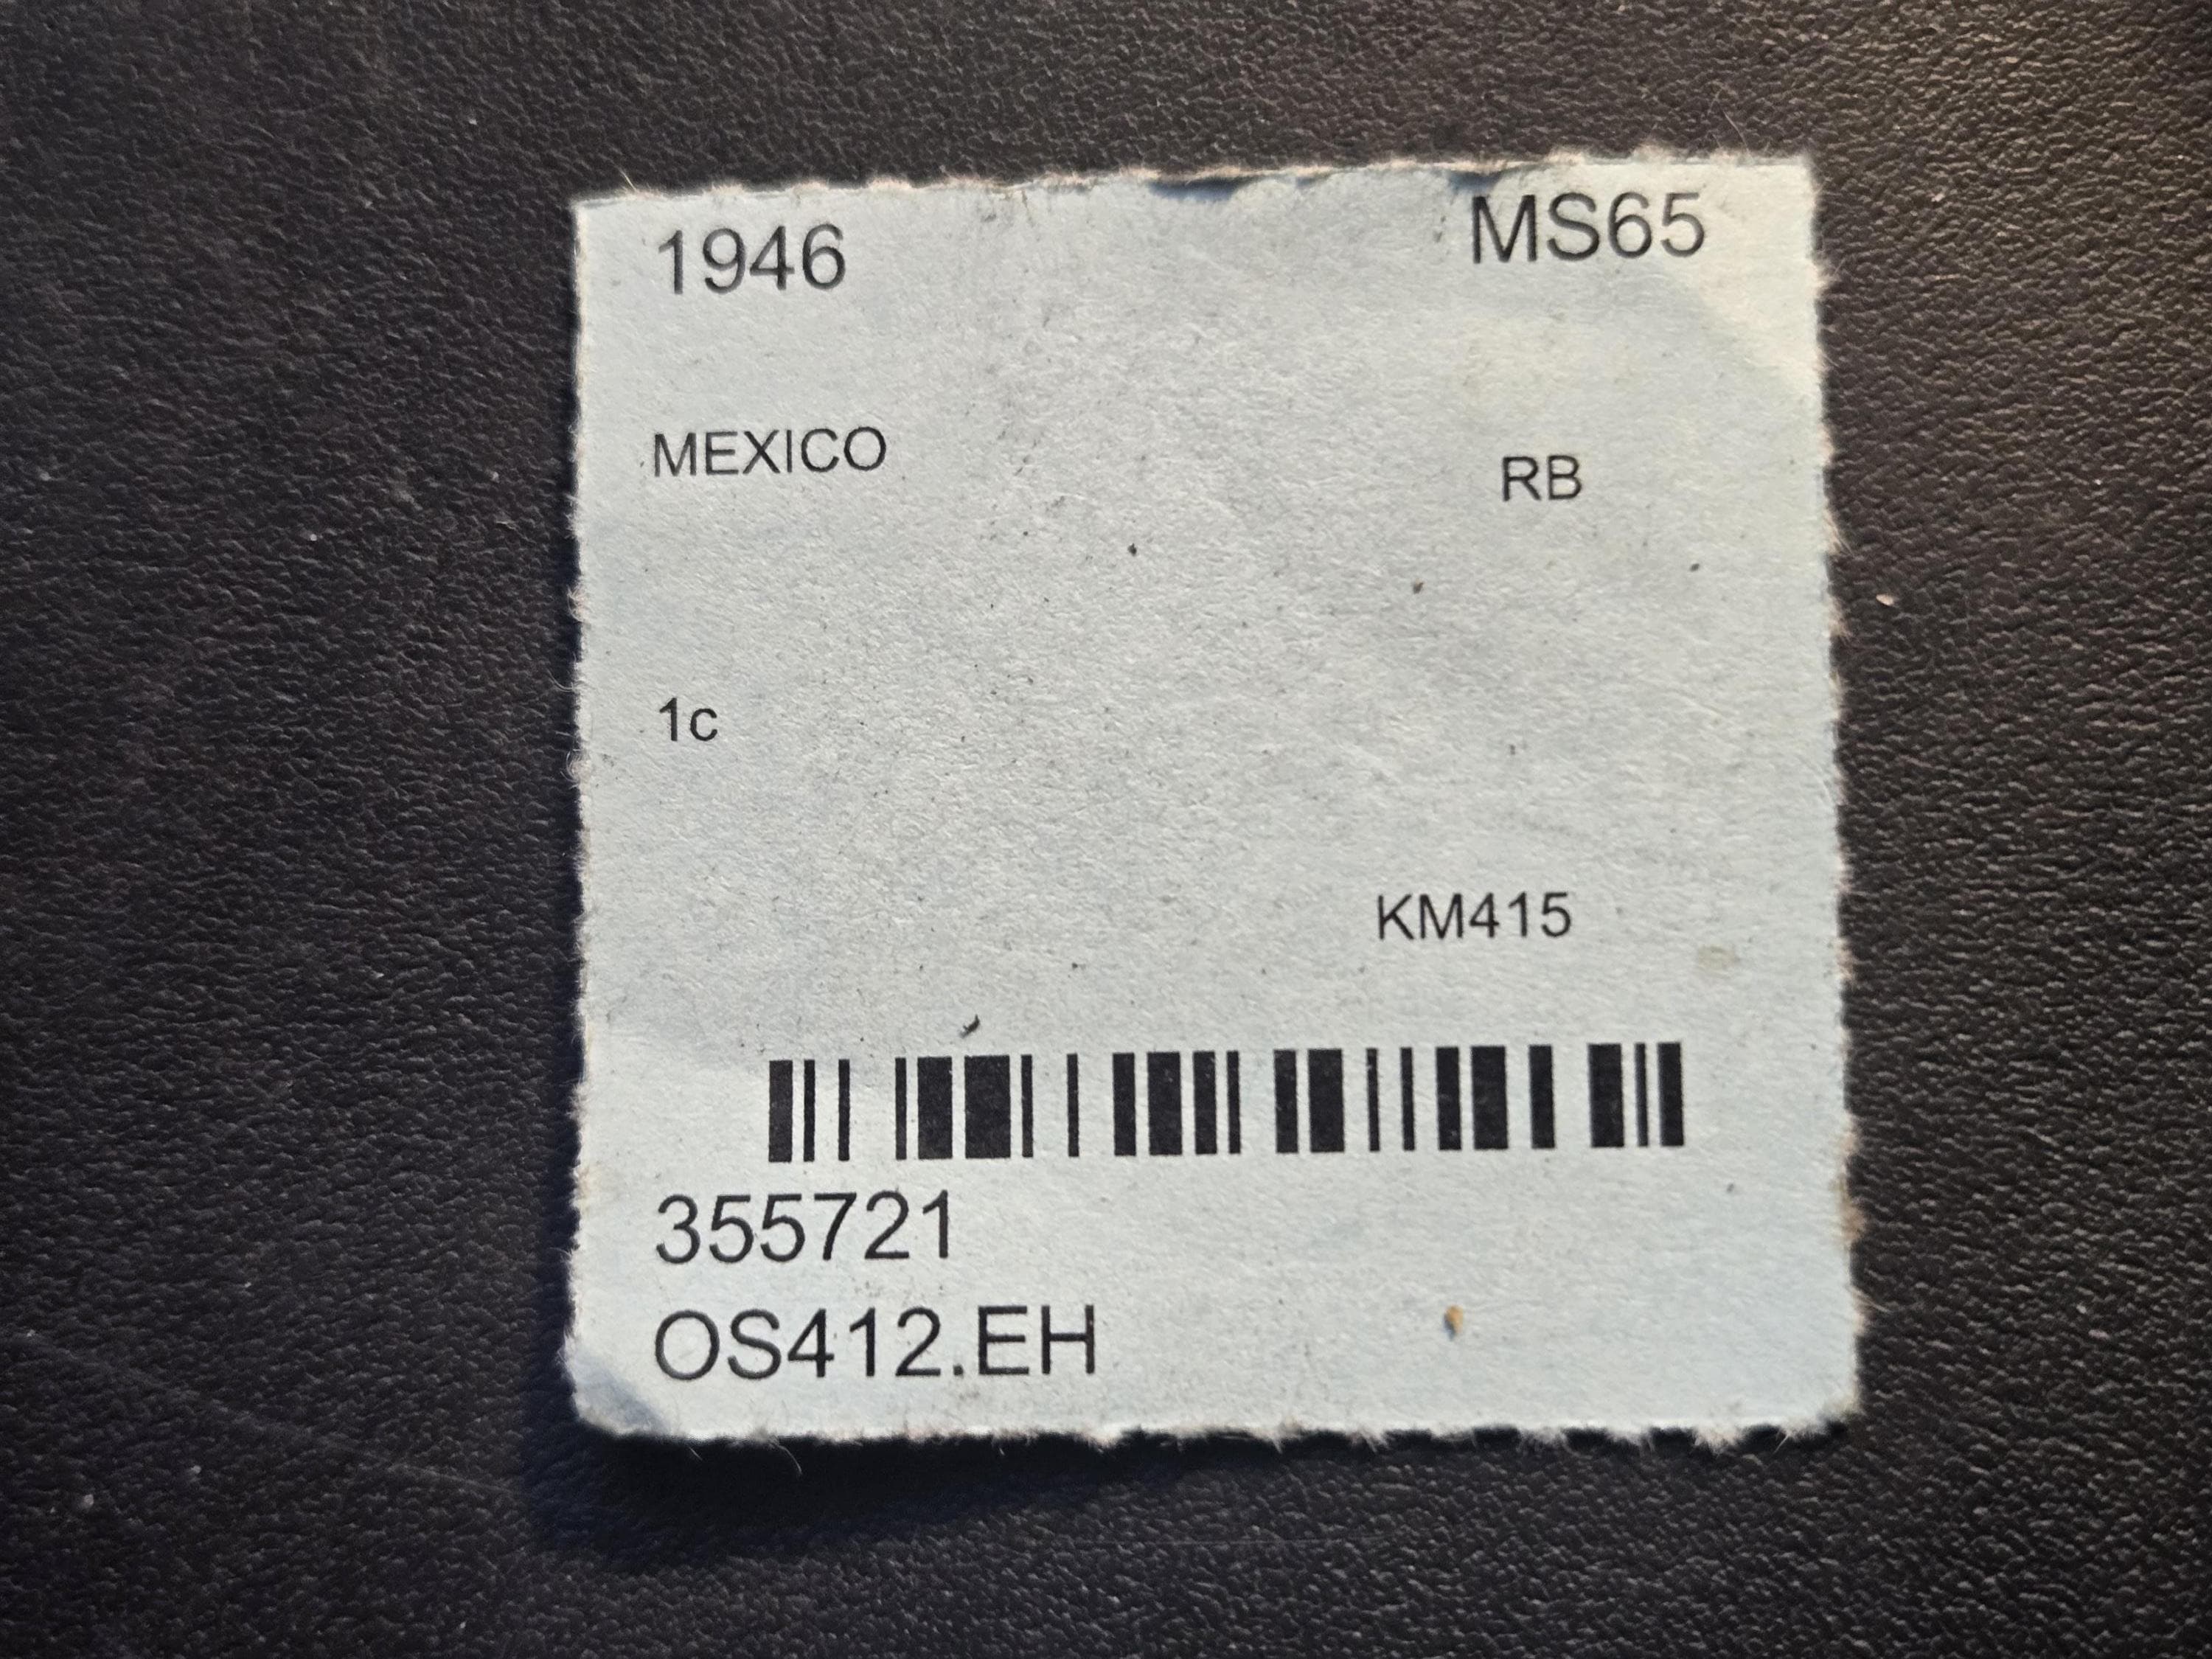 1946 MS65
MEXICO RB
1c
KM415
355721
OS412.EH